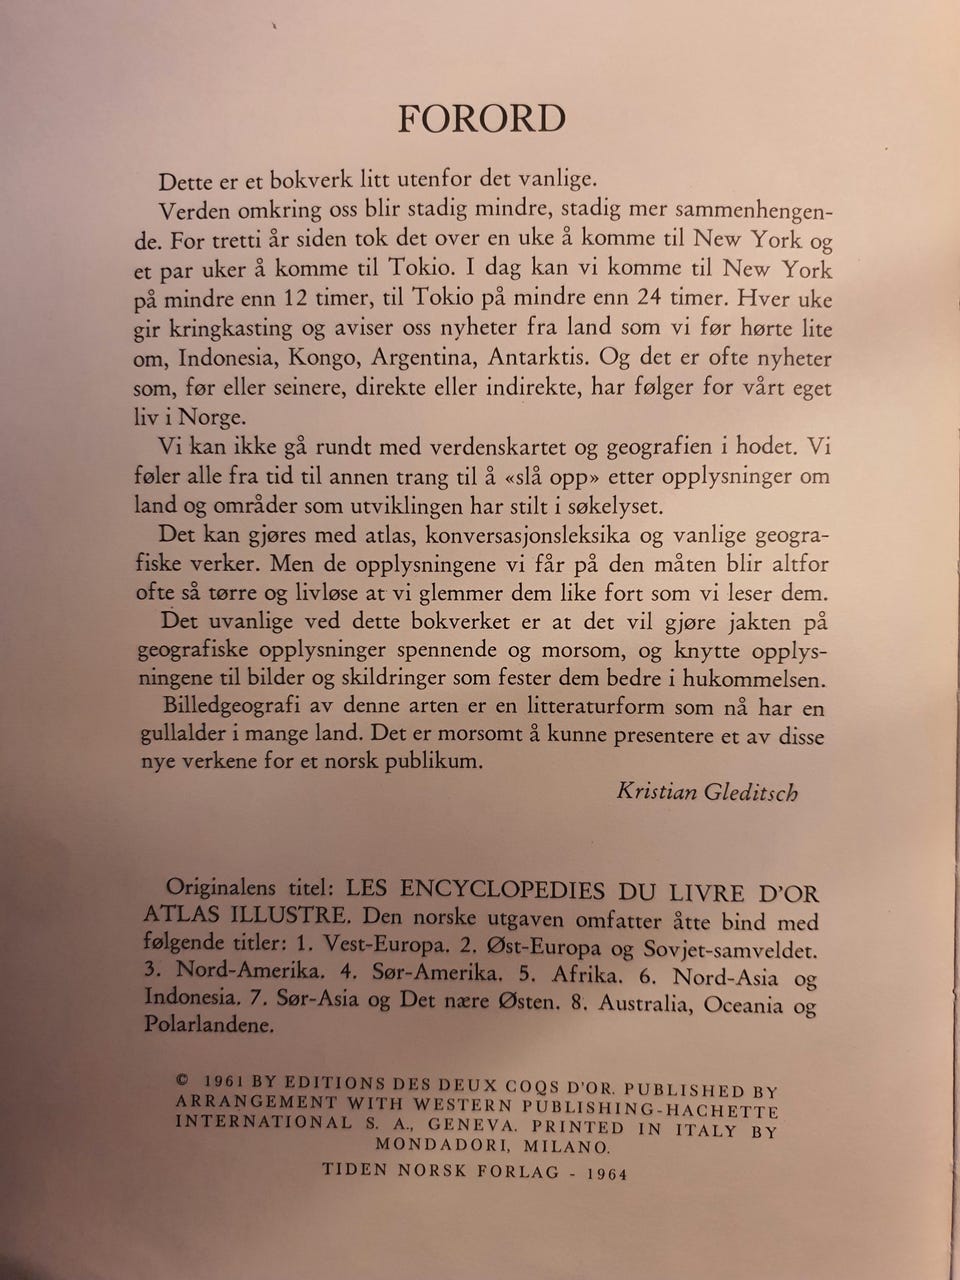 FORORD
Dette er et bokverk litt utenfor det vanlige.
Verden omkring oss blir stadig mindre, stadig mer sammenhengen-
de. For tretti år siden tok det over en uke å komme til New York og
et par uker å komme til Tokio. I dag kan vi komme til New York
på mindre enn 12 timer, til Tokio på mindre enn 24 timer. Hver uke
gir kringkasting og aviser oss nyheter fra land som vi før hørte lite
om, Indonesia, Kongo, Argentina, Antarktis. Og det er ofte nyheter
som, før eller seinere, direkte eller indirekte, har følger for vårt eget
liv i Norge.
Vi kan ikke gå rundt med verdenskartet og geografien i hodet. Vi
føler alle fra tid til annen trang til å «slå opp» etter opplysninger om
land og områder som utviklingen har stilt i søkelyset.
Det kan gjøres med atlas, konversasjonsleksika og vanlige geogra-
fiske verker. Men de opplysningene vi får på den måten blir altfor
ofte så tørre og livløse at vi glemmer dem like fort som vi leser dem.
Det uvanlige ved dette bokverket er at det vil gjøre jakten på
geografiske opplysninger spennende og morsom, og knytte opplys-
ningene til bilder og skildringer som fester dem bedre i hukommelsen.
Billedgeografi av denne arten er en litteraturform som nå har en
gullalder i mange land. Det er morsomt å kunne presentere et av disse
nye verkene for et norsk publikum.
Kristian Gleditsch
Originalens titel: LES ENCYCLOPEDIES DU LIVRE D'OR
ATLAS ILLUSTRE. Den norske utgaven omfatter åtte bind med
følgende titler: 1. Vest-Europa. 2. Øst-Europa og Sovjet-samveldet.
3. Nord-Amerika. 4. Sør-Amerika. 5. Afrika. 6. Nord-Asia og
Indonesia. 7. Sør-Asia og Det nære Østen. 8. Australia, Oceania og
Polarlandene.
© 1961 BY EDITIONS DES DEUX COQS D'OR. PUBLISHED BY
ARRANGEMENT WITH WESTERN PUBLISHING-HACHETTE
INTERNATIONAL S. A., GENEVA. PRINTED IN ITALY BY
MONDADORI, MILANO.
TIDEN NORSK FORLAG - 1964